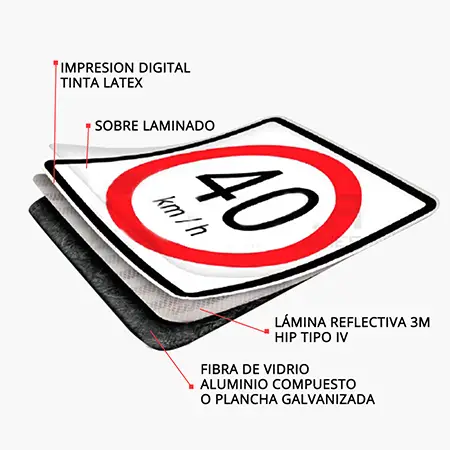 IMPRESION DIGITAL
TINTA LATEX
SOBRE LAMINADO
40
km/h
LÁMINA REFLECTIVA 3M
HIP TIPO IV
FIBRA DE VIDRIO
ALUMINIO COMPUESTO
O PLANCHA GALVANIZADA